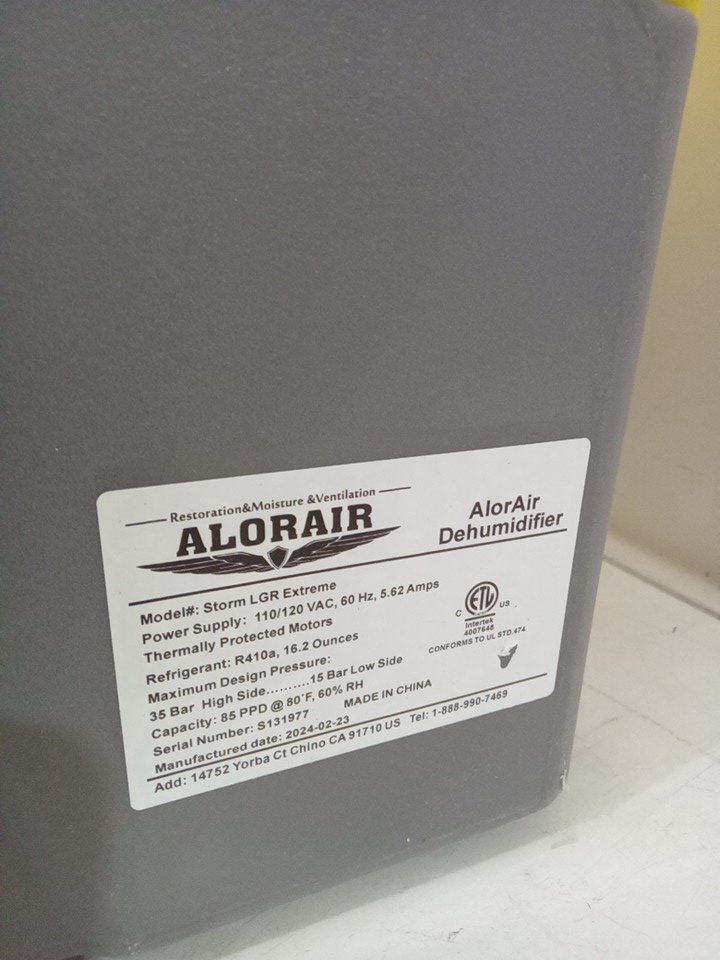 Restoration&Moisture &Ventilation
ALORAIR
AlorAir
Dehumidifier
Model#: Storm LGR Extreme
Power Supply: 110/120 VAC, 60 Hz, 5.62 Amps
Thermally Protected Motors
Refrigerant: R410a, 16.2 Ounces
Maximum Design Pressure:
35 Bar High Side..........15 Bar Low Side
Capacity: 85 PPD @ 80°F, 60% RH
Serial Number: S131977
MADE IN CHINA
Manufactured date: 2024-02-23
Add: 14752 Yorba Ct Chino CA 91710 US Tel: 1-888-990-7469
C ETL US
Intertek
4007648
CONFORMS TO UL STD.474